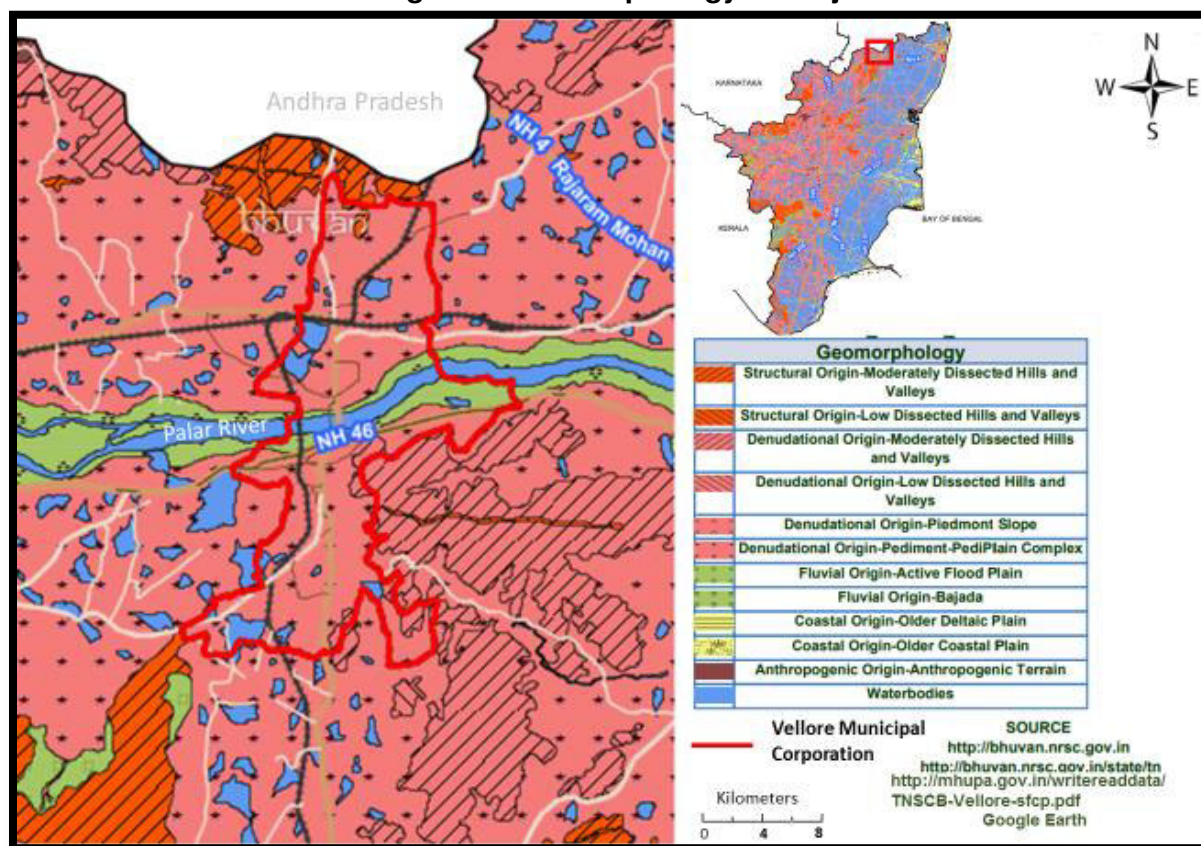 Andhra Pradesh
NH 4 Rajaram Mohan
bhuvan
Palar River
NH 46
KARNATAKA
KERALA
BAY OF BENGAL
N
W
E
S
Geomorphology
Structural Origin-Moderately Dissected Hills and
Valleys
Structural Origin-Low Dissected Hills and Valleys
Denudational Origin-Moderately Dissected Hills
and Valleys
Denudational Origin-Low Dissected Hills and
Valleys
Denudational Origin-Piedmont Slope
Denudational Origin-Pediment-PediPlain Complex
Fluvial Origin-Active Flood Plain
Fluvial Origin-Bajada
Coastal Origin-Older Deltaic Plain
Coastal Origin-Older Coastal Plain
Anthropogenic Origin-Anthropogenic Terrain
Waterbodies
Vellore Municipal
Corporation
SOURCE
http://bhuvan.nrsc.gov.in
http://bhuvan.nrsc.gov.in/state/tn
http://mhupa.gov.in/writereaddata/
TNSCB-Vellore-sfcp.pdf
Google Earth
Kilometers
0 4 8